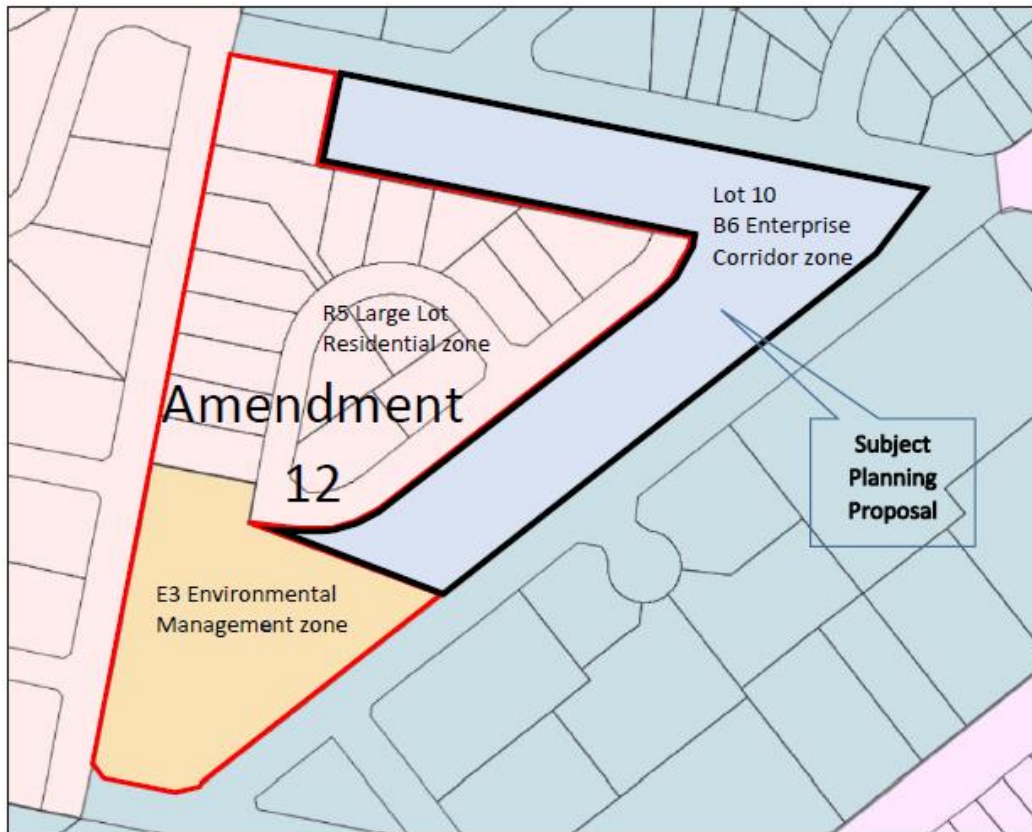 Lot 10
B6 Enterprise
Corridor zone
R5 Large Lot
Residential zone
Amendment
12
Subject
Planning
Proposal
E3 Environmental
Management zone